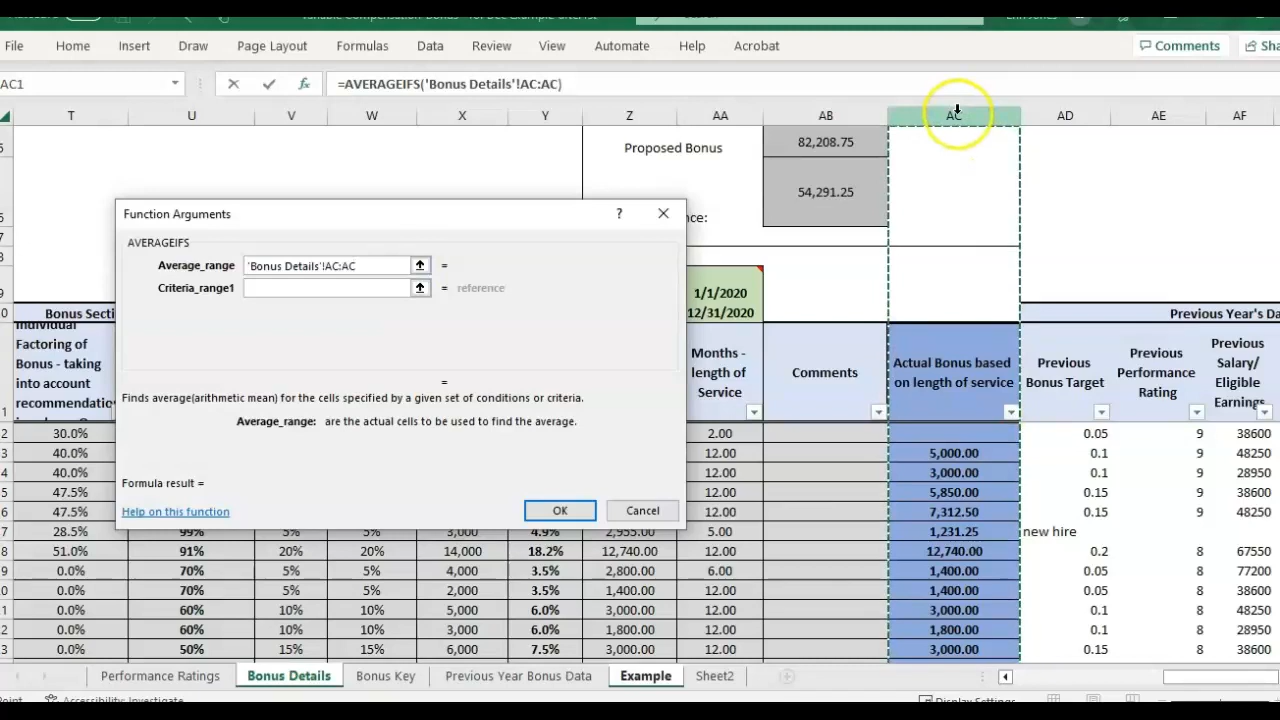 File Home Insert Draw Page Layout Formulas Data Review View Automate Help Acrobat Comments
AC1 fx =AVERAGEIFS('Bonus Details'!AC:AC)
T U V W X Y Z AA AB AC AD AE AF
Proposed Bonus 82,208.75
54,291.25
Function Arguments ? X
AVERAGEIFS
Average_range 'Bonus Details'!AC:AC =
Criteria_range1 = reference
=
Finds average(arithmetic mean) for the cells specified by a given set of conditions or criteria.
Average_range: are the actual cells to be used to find the average.
Formula result =
Help on this function OK Cancel
1/1/2020
12/31/2020
Previous Year's
Individual
Factoring of
Bonus - taking
into account
Months -
length of
Service
Comments
Actual Bonus based
on length of service
Previous
Bonus Target
Previous
Performance
Rating
Previous
Salary/
Eligible
Earnings
30.0% 2.00 0.05 9 38600
40.0% 12.00 5,000.00 0.1 9 48250
40.0% 12.00 3,000.00 0.1 9 28950
47.5% 12.00 5,850.00 0.15 9 38600
47.5% 12.00 7,312.50 0.15 9 48250
28.5% 99% 5% 5% 3,000 4.9% 2,955.00 5.00 1,231.25 new hire
51.0% 91% 20% 20% 14,000 18.2% 12,740.00 12.00 12,740.00 0.2 8 67550
0.0% 70% 5% 5% 4,000 3.5% 2,800.00 6.00 1,400.00 0.05 8 77200
0.0% 70% 5% 5% 2,000 3.5% 1,400.00 12.00 1,400.00 0.05 8 38600
0.0% 60% 10% 10% 5,000 6.0% 3,000.00 12.00 3,000.00 0.1 8 48250
0.0% 60% 10% 10% 3,000 6.0% 1,800.00 12.00 1,800.00 0.1 8 28950
0.0% 50% 15% 15% 6,000 7.5% 3,000.00 12.00 3,000.00 0.15 8 38600
Performance Ratings Bonus Details Bonus Key Previous Year Bonus Data Example Sheet2